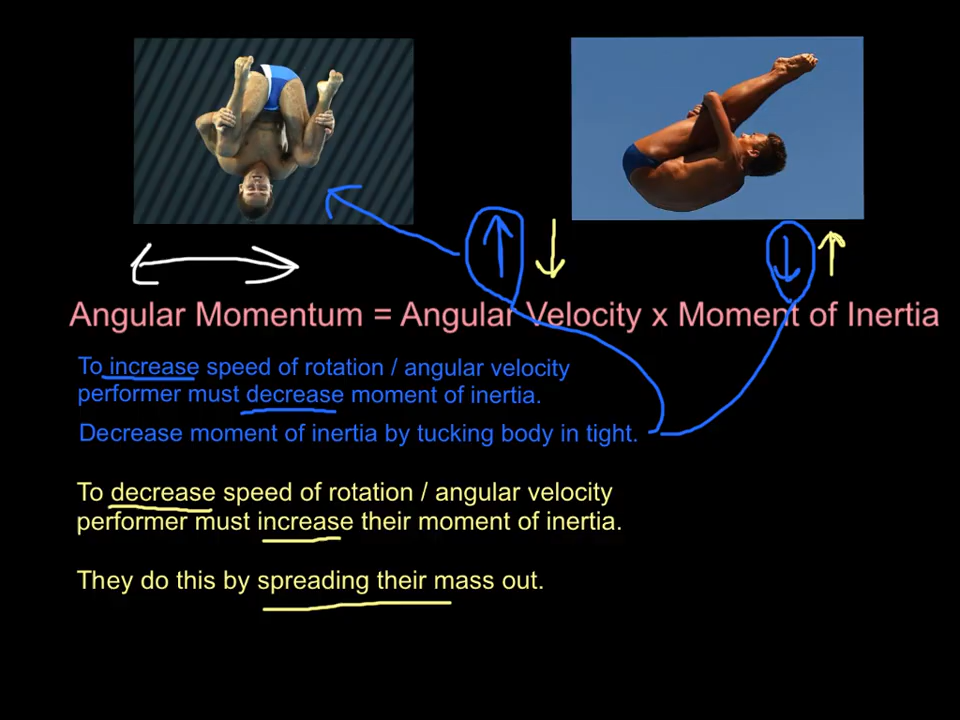 Angular Momentum = Angular Velocity x Moment of Inertia
To increase speed of rotation / angular velocity
performer must decrease moment of inertia.
Decrease moment of inertia by tucking body in tight.
To decrease speed of rotation / angular velocity
performer must increase their moment of inertia.
They do this by spreading their mass out.